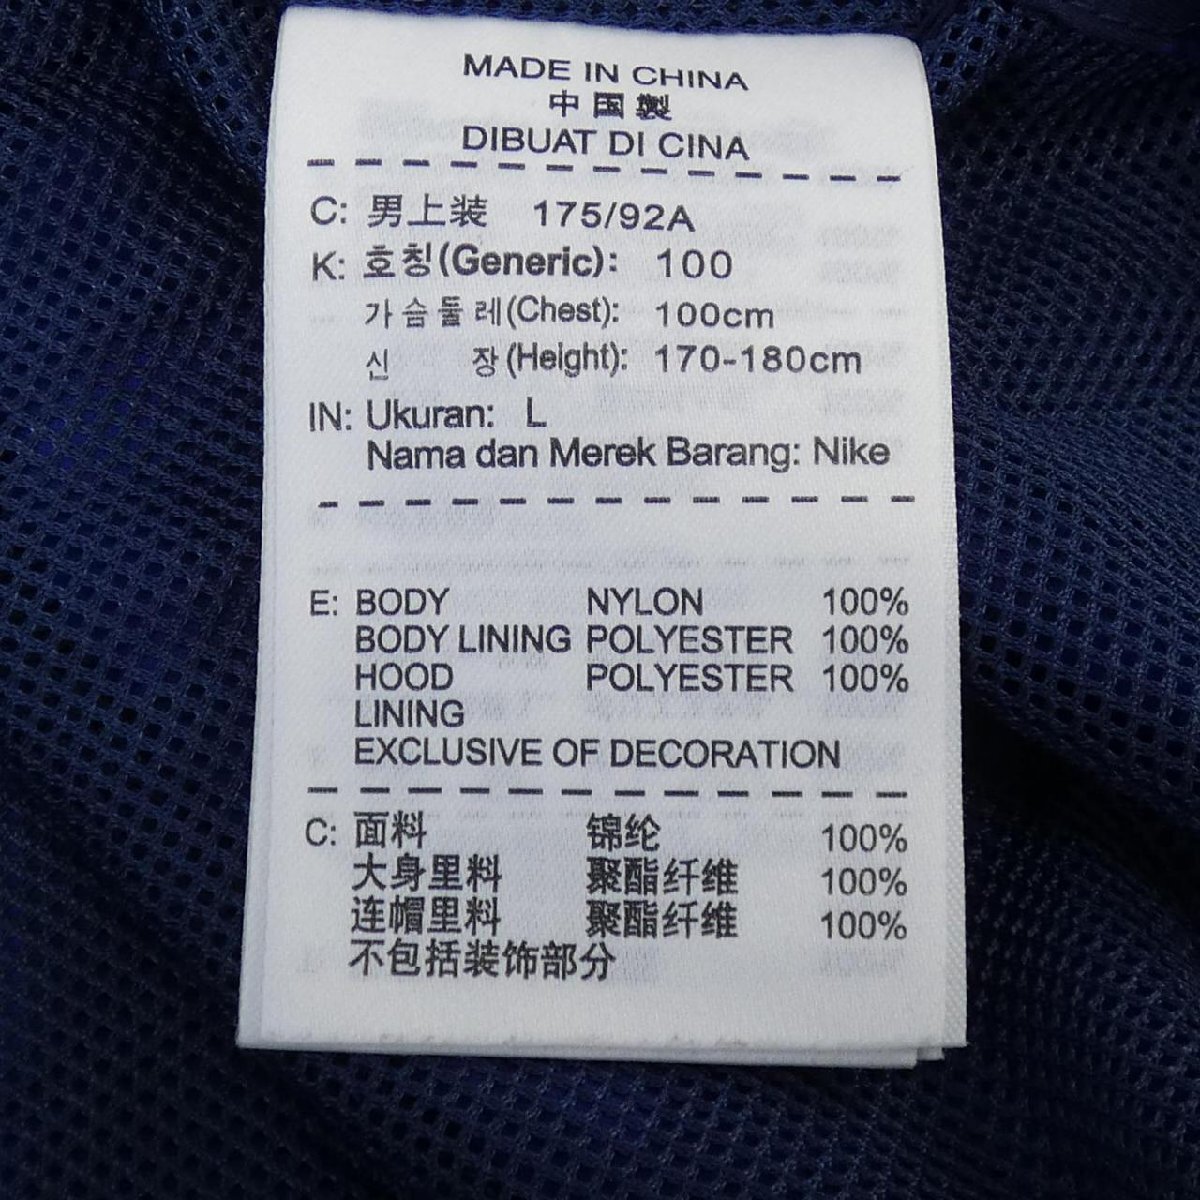 MADE IN CHINA
中国製
DIBUAT DI CINA
C: 男上装 175/92A
K: 호칭(Generic): 100
가슴둘레(Chest): 100cm
신 장(Height): 170-180cm
IN: Ukuran: L
Nama dan Merek Barang: Nike
E: BODY NYLON 100%
BODY LINING POLYESTER 100%
HOOD POLYESTER 100%
LINING
EXCLUSIVE OF DECORATION
C: 面料 锦纶 100%
大身里料 聚酯纤维 100%
连帽里料 聚酯纤维 100%
不包括装饰部分